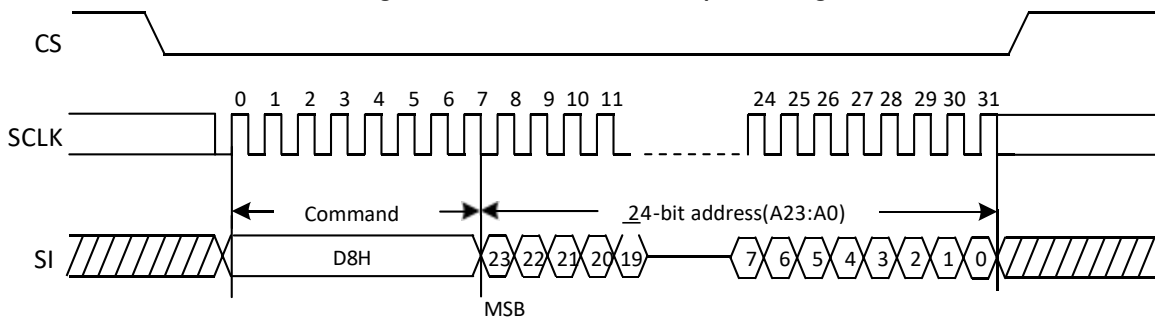 CS
0 1 2 3 4 5 6 7 8 9 10 11 24 25 26 27 28 29 30 31
SCLK
Command 24-bit address(A23:A0)
SI D8H 23 22 21 20 19 7 6 5 4 3 2 1 0
MSB